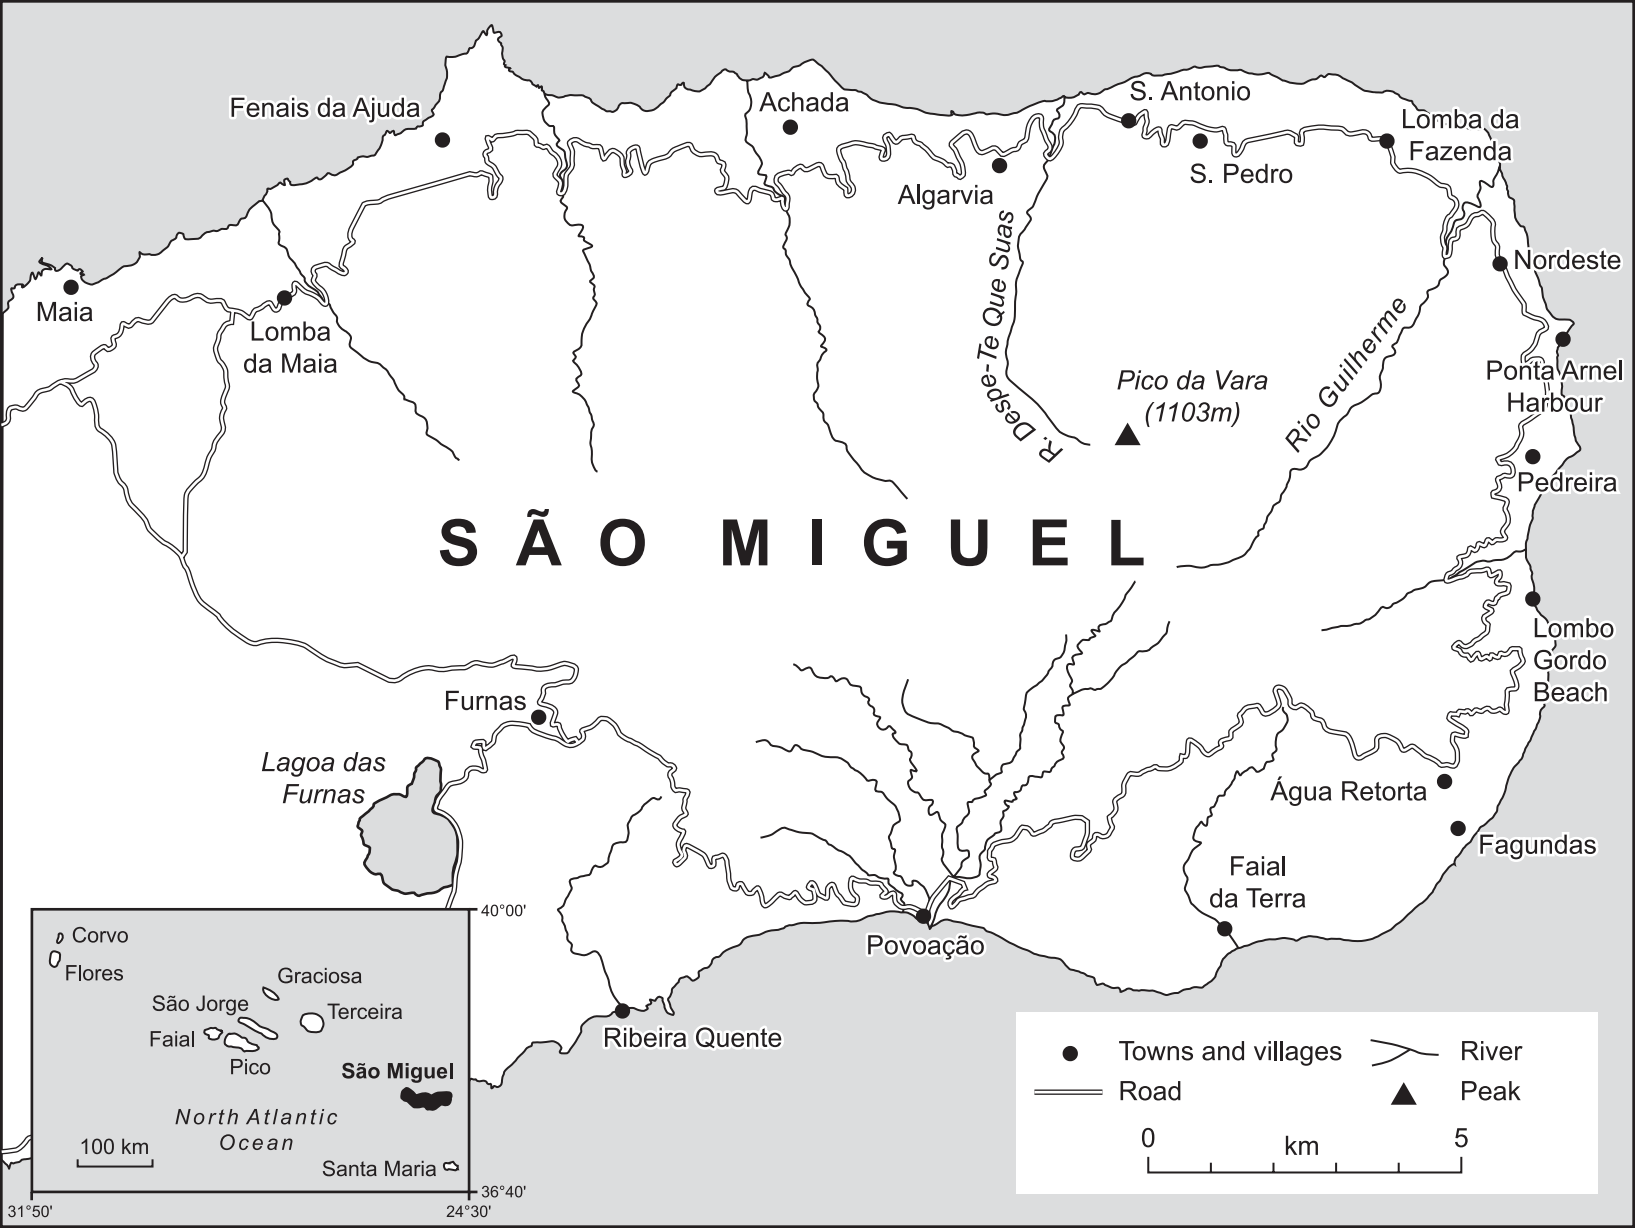 S. Antonio
Achada
Fenais da Ajuda
Lomba da
Fazenda
S. Pedro
Algarvia
R. Despe-Te Que Suas
Nordeste
Maia
Lomba
da Maia
Rio Guilherme
Pico da Vara
(1103m)
Ponta Arnel
Harbour
Pedreira
SÃO MIGUEL
Lombo
Gordo
Beach
Furnas
Lagoa das
Furnas
Água Retorta
Fagundas
Faial
da Terra
Povoação
Ribeira Quente
40°00'
Corvo
Flores
Graciosa
São Jorge
Terceira
Faial
Pico
São Miguel
North Atlantic
Ocean
100 km
Santa Maria
36°40'
31°50'
24°30'
Towns and villages
River
Road
Peak
0
km
5